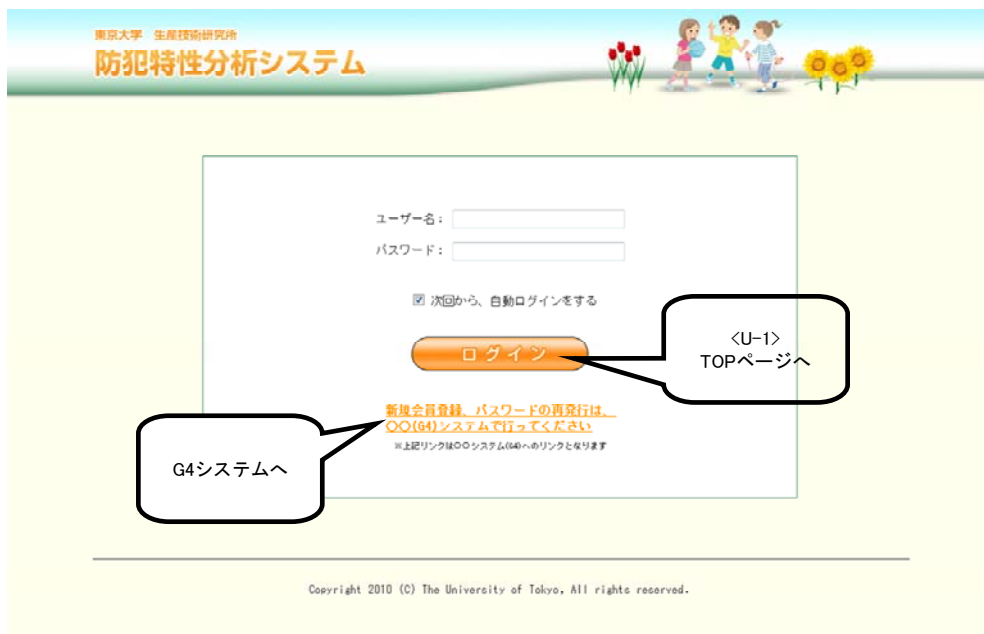 東京大学 生産技術研究所
防犯特性分析システム
ユーザー名：
パスワード：
次回から、自動ログインをする
ログイン
<U-1>
TOPページへ
新規会員登録、パスワードの再発行は、
〇〇(G4)システムで行ってください
※上記リンクは〇〇システム(G4)へのリンクとなります
G4システムへ
Copyright 2010 (C) The University of Tokyo, All rights reserved.